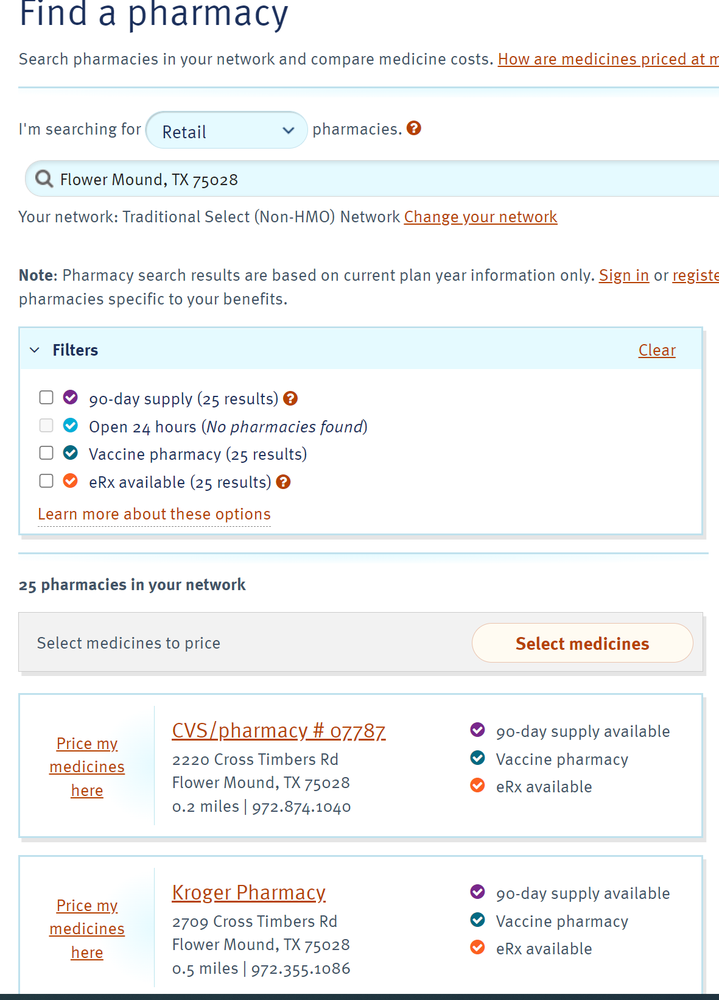 Find a pharmacy
Search pharmacies in your network and compare medicine costs. How are medicines priced at
I'm searching for Retail pharmacies. ?
Flower Mound, TX 75028
Your network: Traditional Select (Non-HMO) Network Change your network
Note: Pharmacy search results are based on current plan year information only. Sign in or registe
pharmacies specific to your benefits.
Filters
Clear
90-day supply (25 results) ?
Open 24 hours (No pharmacies found)
Vaccine pharmacy (25 results)
eRx available (25 results) ?
Learn more about these options
25 pharmacies in your network
Select medicines to price
Select medicines
Price my
medicines
here
CVS/pharmacy # 07787
2220 Cross Timbers Rd
Flower Mound, TX 75028
0.2 miles | 972.874.1040
90-day supply available
Vaccine pharmacy
eRx available
Price my
medicines
here
Kroger Pharmacy
2709 Cross Timbers Rd
Flower Mound, TX 75028
0.5 miles | 972.355.1086
90-day supply available
Vaccine pharmacy
eRx available